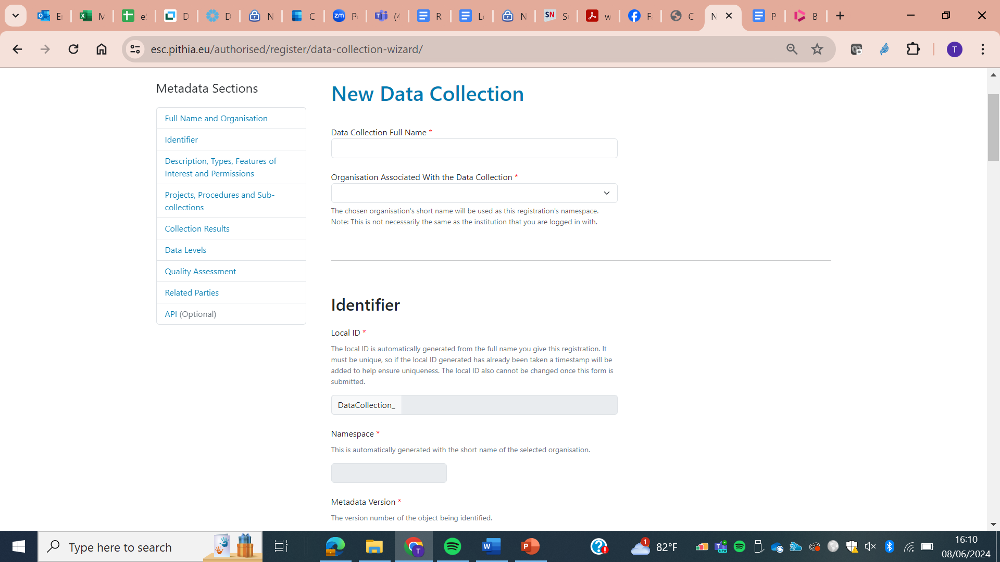 E
M
e
D
D
N
C
P
(4
R
L
N
S
w
F
C
N
P
B
esc.pithia.eu/authorised/register/data-collection-wizard/
T
Metadata Sections
Full Name and Organisation
Identifier
Description, Types, Features of
Interest and Permissions
Projects, Procedures and Sub-
collections
Collection Results
Data Levels
Quality Assessment
Related Parties
API (Optional)
New Data Collection
Data Collection Full Name *
Organisation Associated With the Data Collection *
The chosen organisation's short name will be used as this registration's namespace.
Note: This is not necessarily the same as the institution that you are logged in with.
Identifier
Local ID *
The local ID is automatically generated from the full name you give this registration. It
must be unique, so if the local ID generated has already been taken a timestamp will be
added to help ensure uniqueness. The local ID also cannot be changed once this form is
submitted.
DataCollection_
Namespace *
This is automatically generated with the short name of the selected organisation.
Metadata Version *
The version number of the object being identified.
Type here to search
1
82°F
16:10
08/06/2024